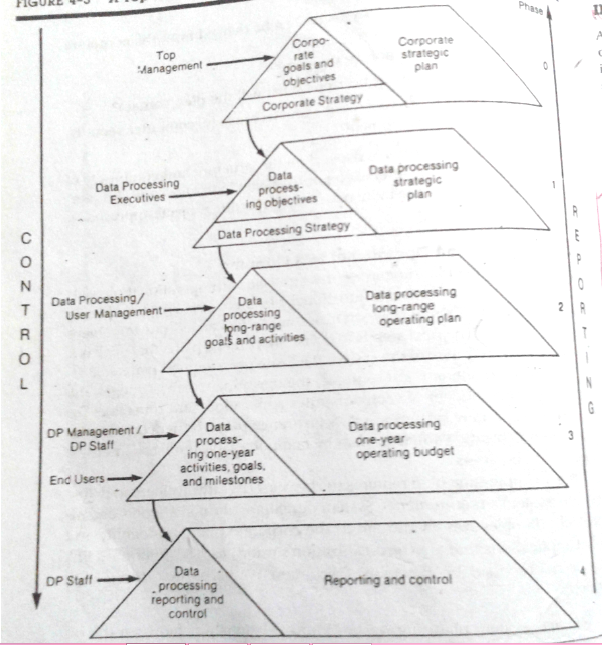 FIGURE 4-3
Phase
Top
Management
Corpo-
rate
goals and
objectives
Corporate
strategic
plan
0
Corporate Strategy
Data Processing
Executives
Data
process-
ing objectives
Data processing
strategic
plan
1
Data Processing Strategy
CONTROL
REPORTING
Data Processing/
User Management
Data
processing
long-range
goals and activities
Data processing
long-range
operating plan
2
DP Management/
DP Staff
End Users
Data
process-
ing one-year
activities, goals,
and milestones
Data processing
one-year
operating budget
3
DP Staff
Data
processing
reporting and
control
Reporting and control
4